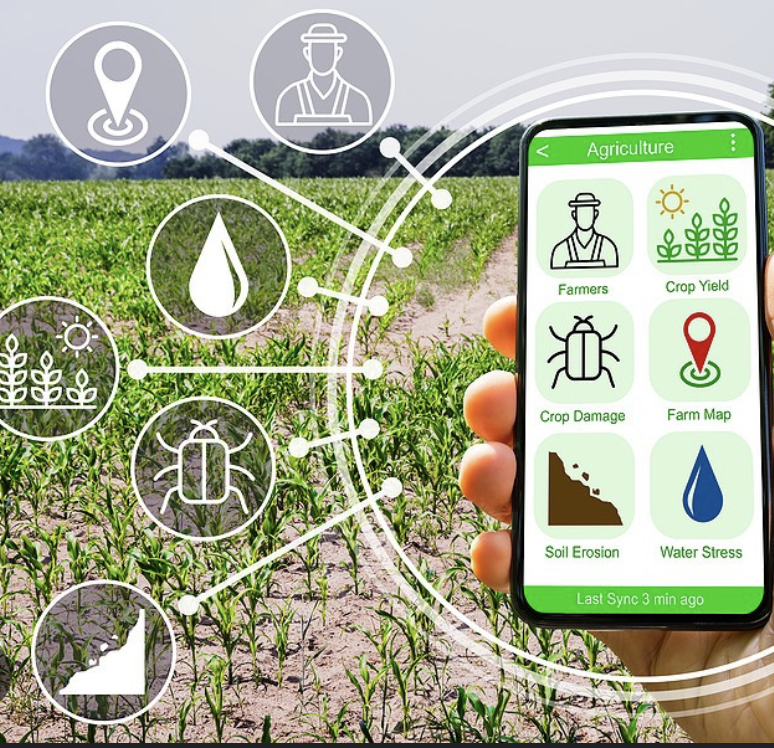 Agriculture
Farmers
Crop Yield
Crop Damage
Farm Map
Soil Erosion
Water Stress
Last Sync 3 min ago